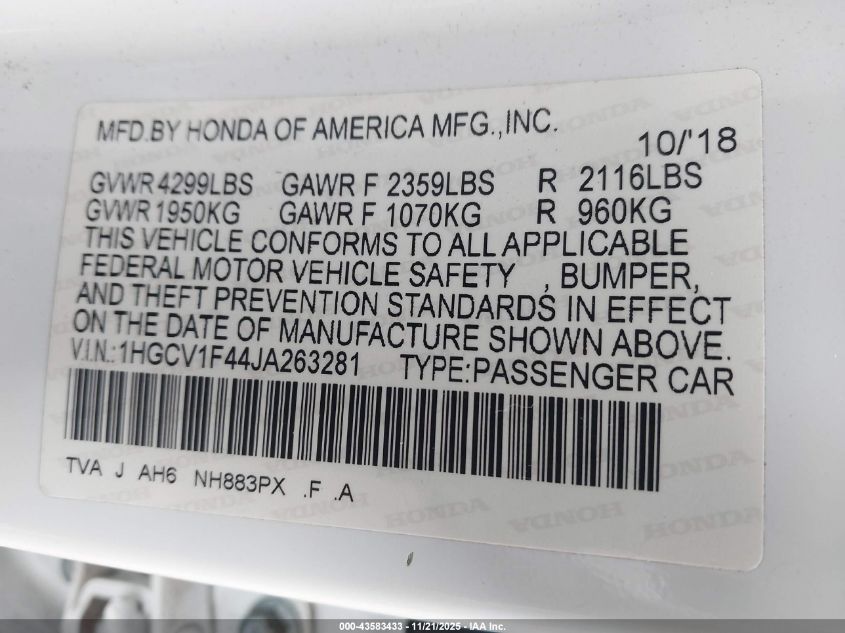 MFD.BY HONDA OF AMERICA MFG.,INC.
10/'18
GVWR 4299LBS GAWR F 2359LBS R 2116LBS
GVWR 1950KG GAWR F 1070KG R 960KG
THIS VEHICLE CONFORMS TO ALL APPLICABLE
FEDERAL MOTOR VEHICLE SAFETY , BUMPER,
AND THEFT PREVENTION STANDARDS IN EFFECT
ON THE DATE OF MANUFACTURE SHOWN ABOVE.
V.I.N.:1HGCV1F44JA263281 TYPE:PASSENGER CAR
TVA J AH6 NH883PX .F .A
HONDA HONDA HONDA
000-43583433 - 11/21/2025 - IAA Inc.